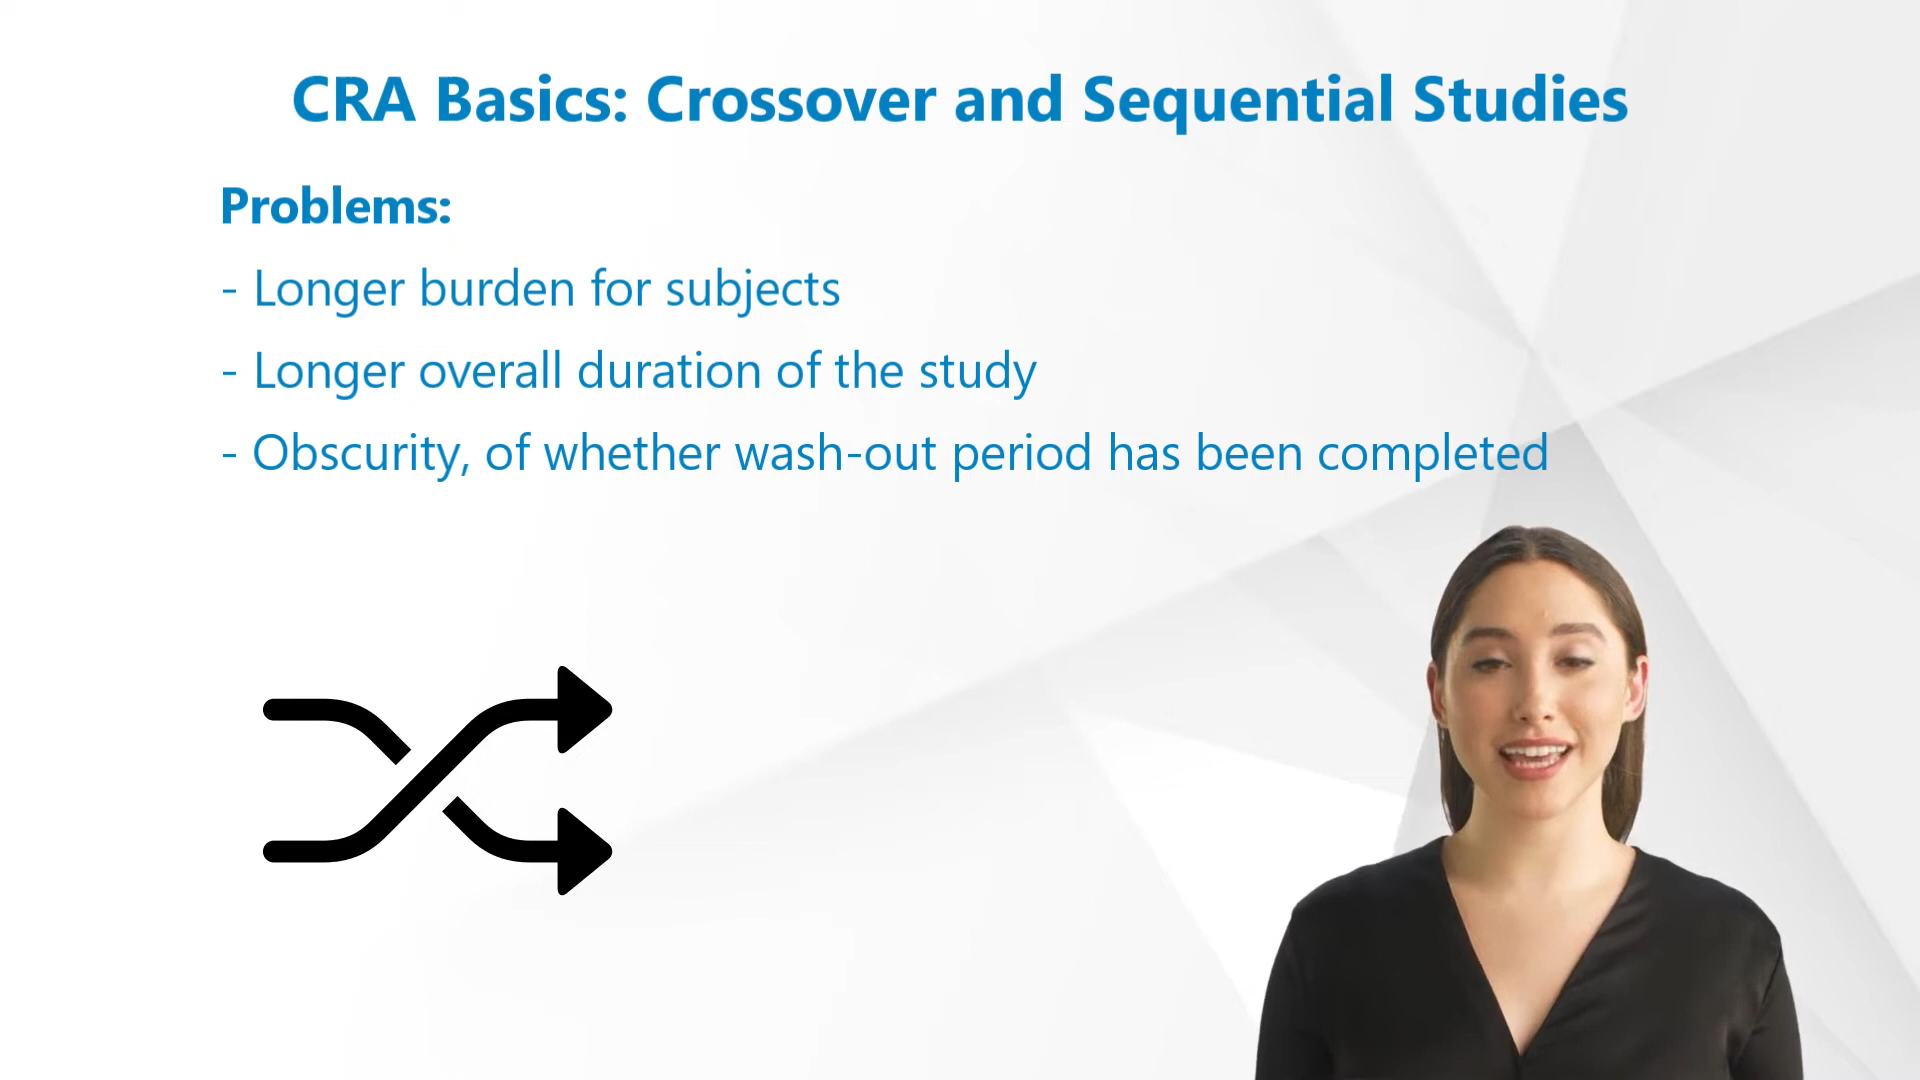 CRA Basics: Crossover and Sequential Studies
Problems:
- Longer burden for subjects
- Longer overall duration of the study
- Obscurity, of whether wash-out period has been completed